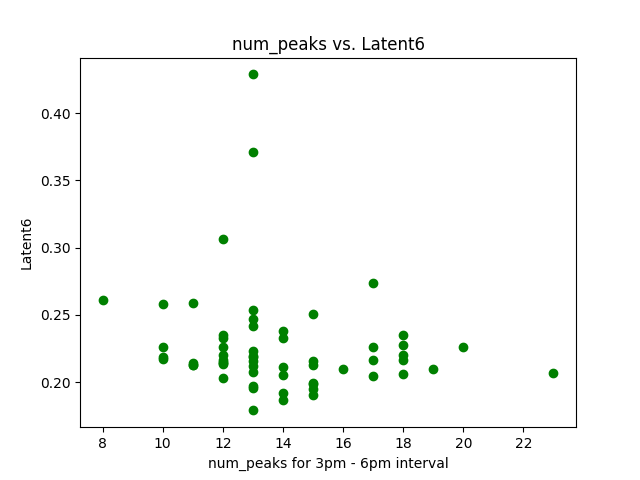 num_peaks vs. Latent6
0.40
0.35
0.30
0.25
0.20
Latent6
8 10 12 14 16 18 20 22
num_peaks for 3pm - 6pm interval